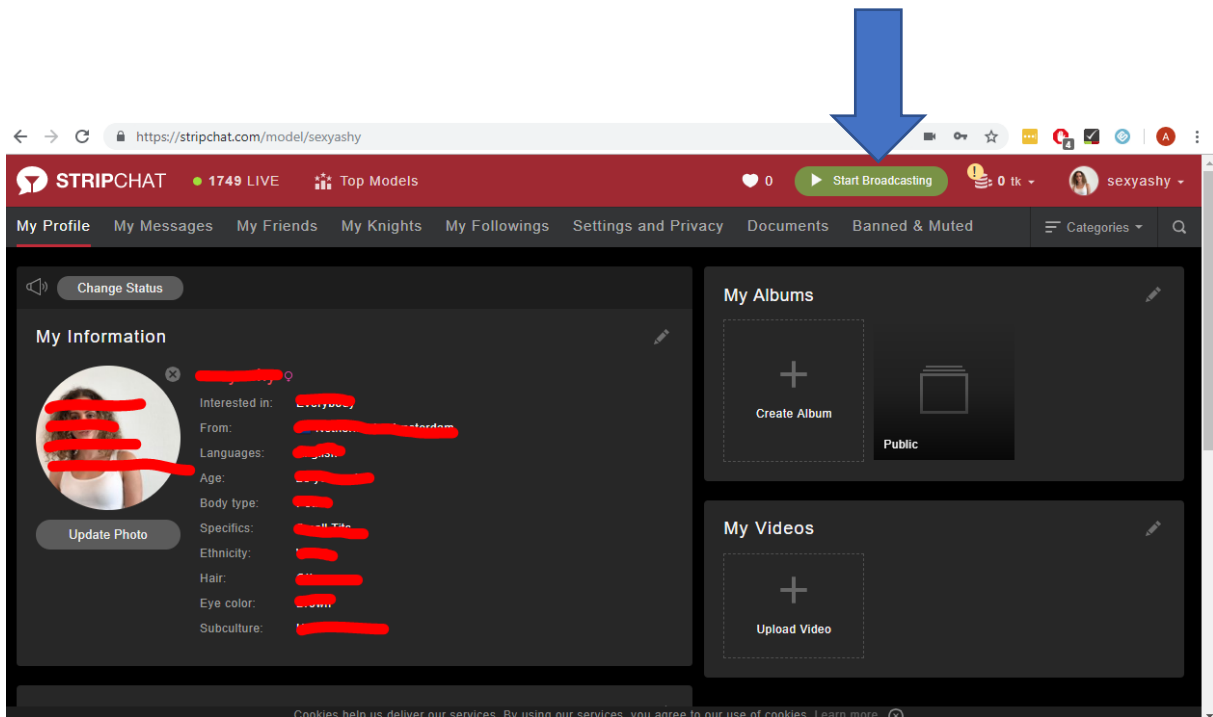 https://stripchat.com/model/sexyashy
4
A
STRIPCHAT
1749 LIVE
Top Models
0
Start Broadcasting
0 tk
sexyashy
My Profile
My Messages
My Friends
My Knights
My Followings
Settings and Privacy
Documents
Banned & Muted
Categories
Change Status
My Information
Interested in:
From:
Languages:
Age:
Body type:
Specifics:
Ethnicity:
Hair:
Eye color:
Subculture:
Update Photo
My Albums
Create Album
Public
My Videos
Upload Video
Cookies help us deliver our services. By using our services, you agree to our use of cookies. Learn more.